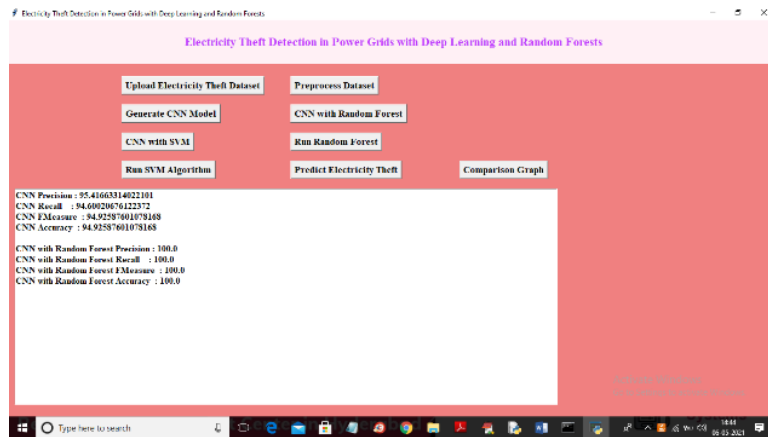 Electricity Theft Detection in Power Grids with Deep Learning and Random Forests
Electricity Theft Detection in Power Grids with Deep Learning and Random Forests
Upload Electricity Theft Dataset
Preprocess Dataset
Generate CNN Model
CNN with Random Forest
CNN with SVM
Run Random Forest
Run SVM Algorithm
Predict Electricity Theft
Comparison Graph
CNN Precision : 95.41663314022101
CNN Recall : 94.60020676122372
CNN FMeasure : 94.92587601078168
CNN Accuracy : 94.92587601078168
CNN with Random Forest Precision : 100.0
CNN with Random Forest Recall : 100.0
CNN with Random Forest FMeasure : 100.0
CNN with Random Forest Accuracy : 100.0
Type here to search
14:44
06-05-2021